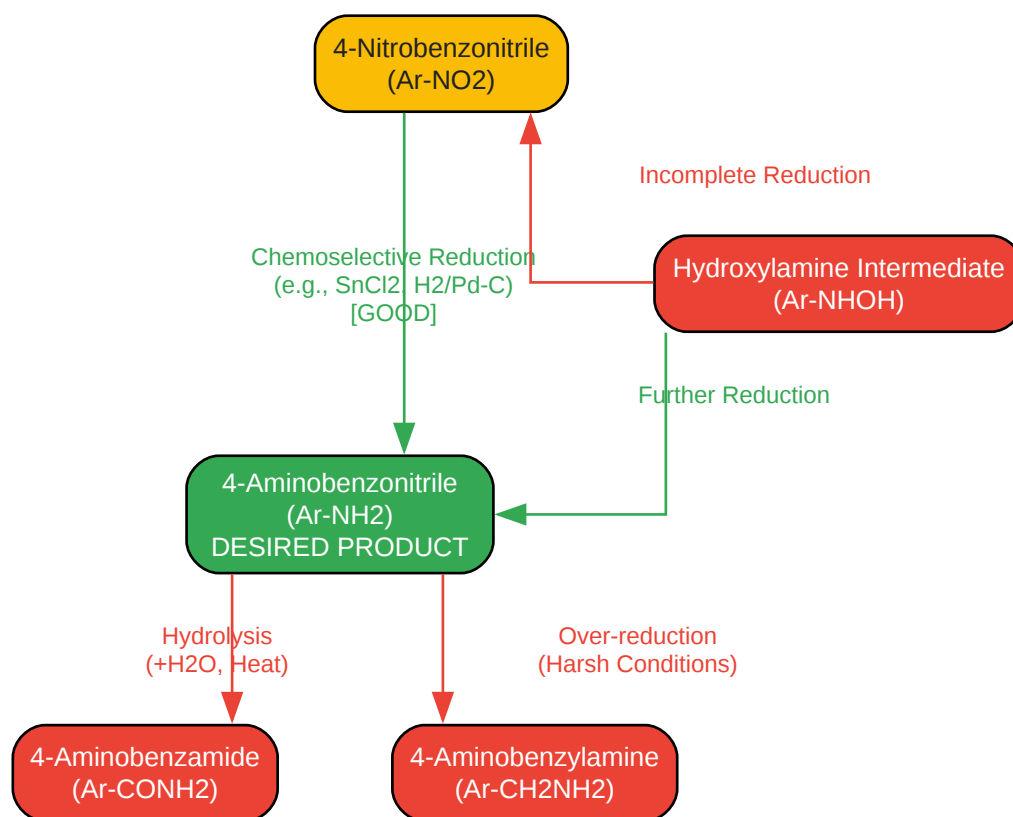 4-Nitrobenzonitrile
(Ar-NO2)
Incomplete Reduction
Chemoselective Reduction
(e.g., SnCl2, H2/Pd-C)
[GOOD]
Hydroxylamine Intermediate
(Ar-NHOH)
Further Reduction
4-Aminobenzonitrile
(Ar-NH2)
DESIRED PRODUCT
Hydrolysis
(+H2O, Heat)
Over-reduction
(Harsh Conditions)
4-Aminobenzamide
(Ar-CONH2)
4-Aminobenzylamine
(Ar-CH2NH2)